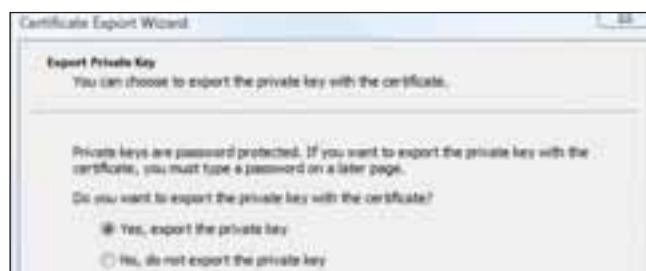 Certificate Export Wizard
Export Private Key
You can choose to export the private key with the certificate.
Private keys are password protected. If you want to export the private key with the
certificate, you must type a password on a later page.
Do you want to export the private key with the certificate?
Yes, export the private key
No, do not export the private key